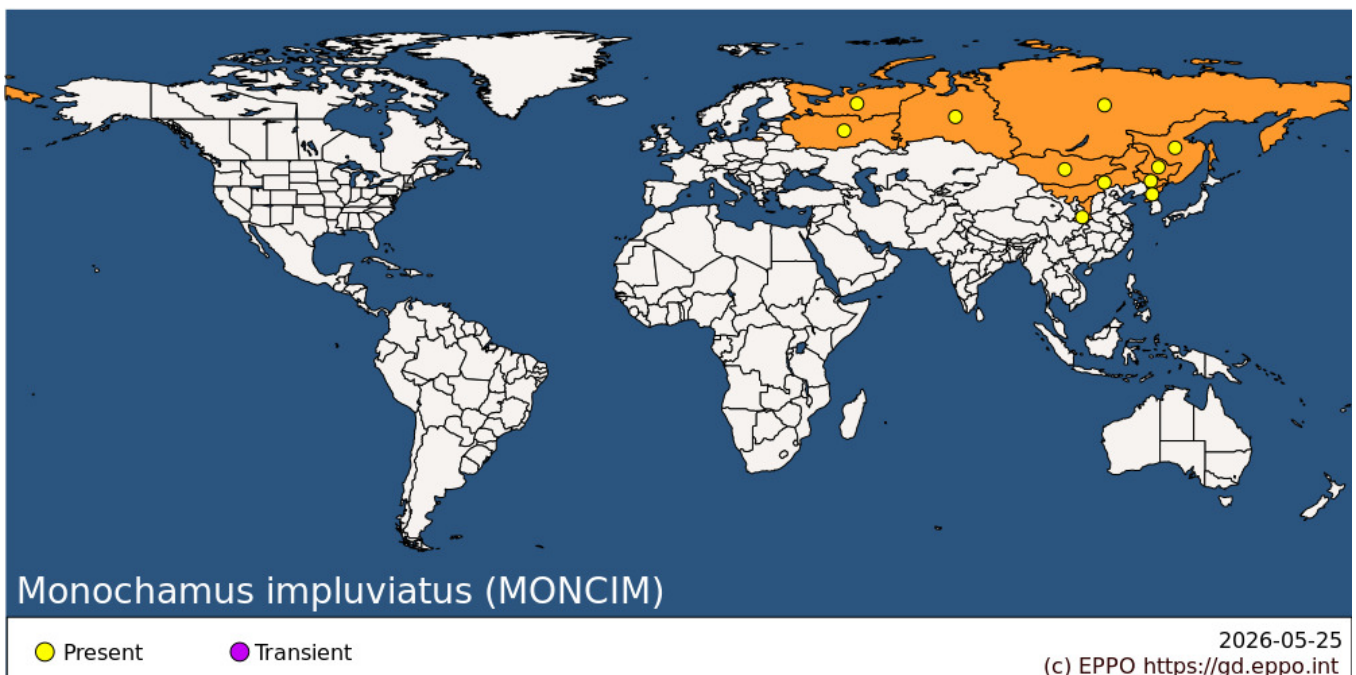 Monochamus impluviatus (MONCIM)
Present
Transient
2026-05-25
(c) EPPO https://gd.eppo.int